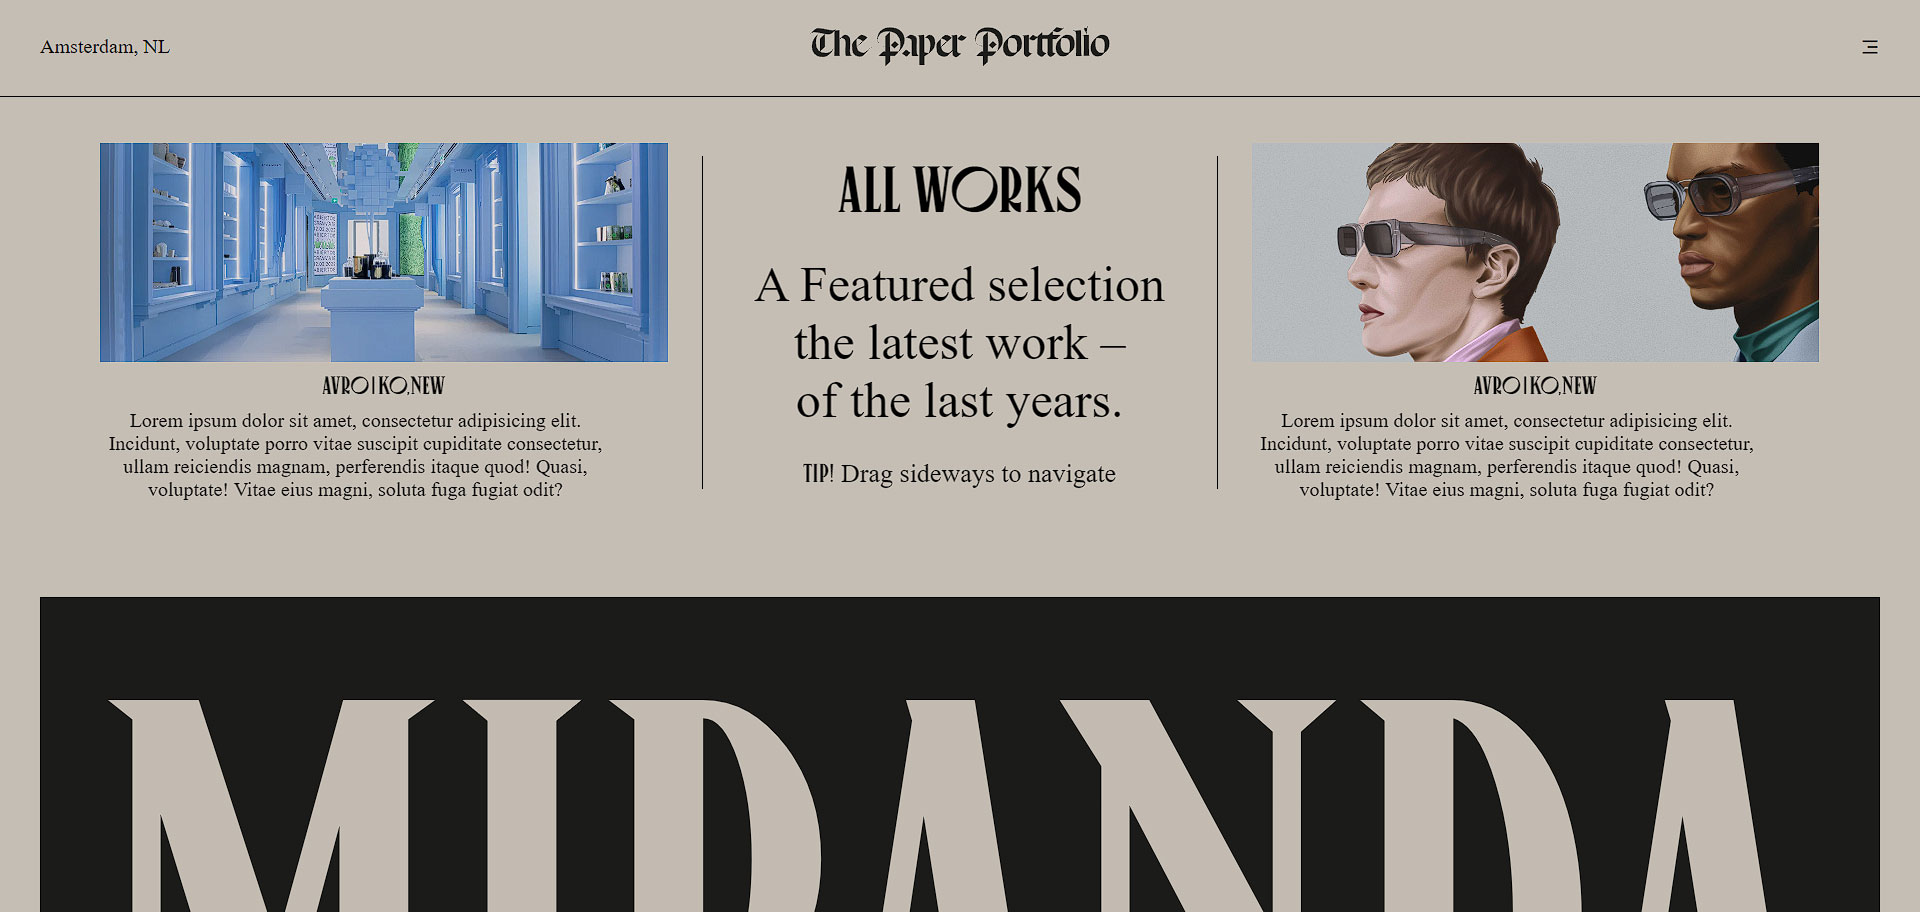 Amsterdam, NL
The Paper Portfolio
AVROIKO,NEW
Lorem ipsum dolor sit amet, consectetur adipisicing elit.
Incidunt, voluptate porro vitae suscipit cupiditate consectetur,
ullam reiciendis magnam, perferendis itaque quod! Quasi,
voluptate! Vitae eius magni, soluta fuga fugiat odit?
ALL WORKS
A Featured selection
the latest work –
of the last years.
TIP! Drag sideways to navigate
AVROIKO,NEW
Lorem ipsum dolor sit amet, consectetur adipisicing elit.
Incidunt, voluptate porro vitae suscipit cupiditate consectetur,
ullam reiciendis magnam, perferendis itaque quod! Quasi,
voluptate! Vitae eius magni, soluta fuga fugiat odit?
MIRANDA